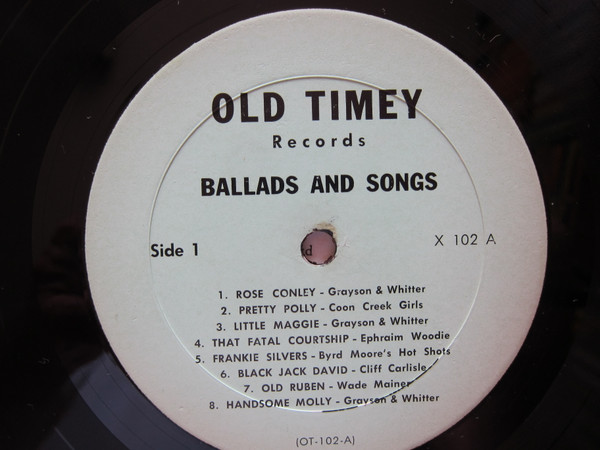 OLD TIMEY
Records
BALLADS AND SONGS
Side 1
X 102 A
1. ROSE CONLEY - Grayson & Whitter
2. PRETTY POLLY - Coon Creek Girls
3. LITTLE MAGGIE - Grayson & Whitter
4. THAT FATAL COURTSHIP - Ephraim Woodie
5. FRANKIE SILVERS - Byrd Moore's Hot Shots
6. BLACK JACK DAVID - Cliff Carlisle
7. OLD RUBEN - Wade Mainer
8. HANDSOME MOLLY - Grayson & Whitter
(OT-102-A)